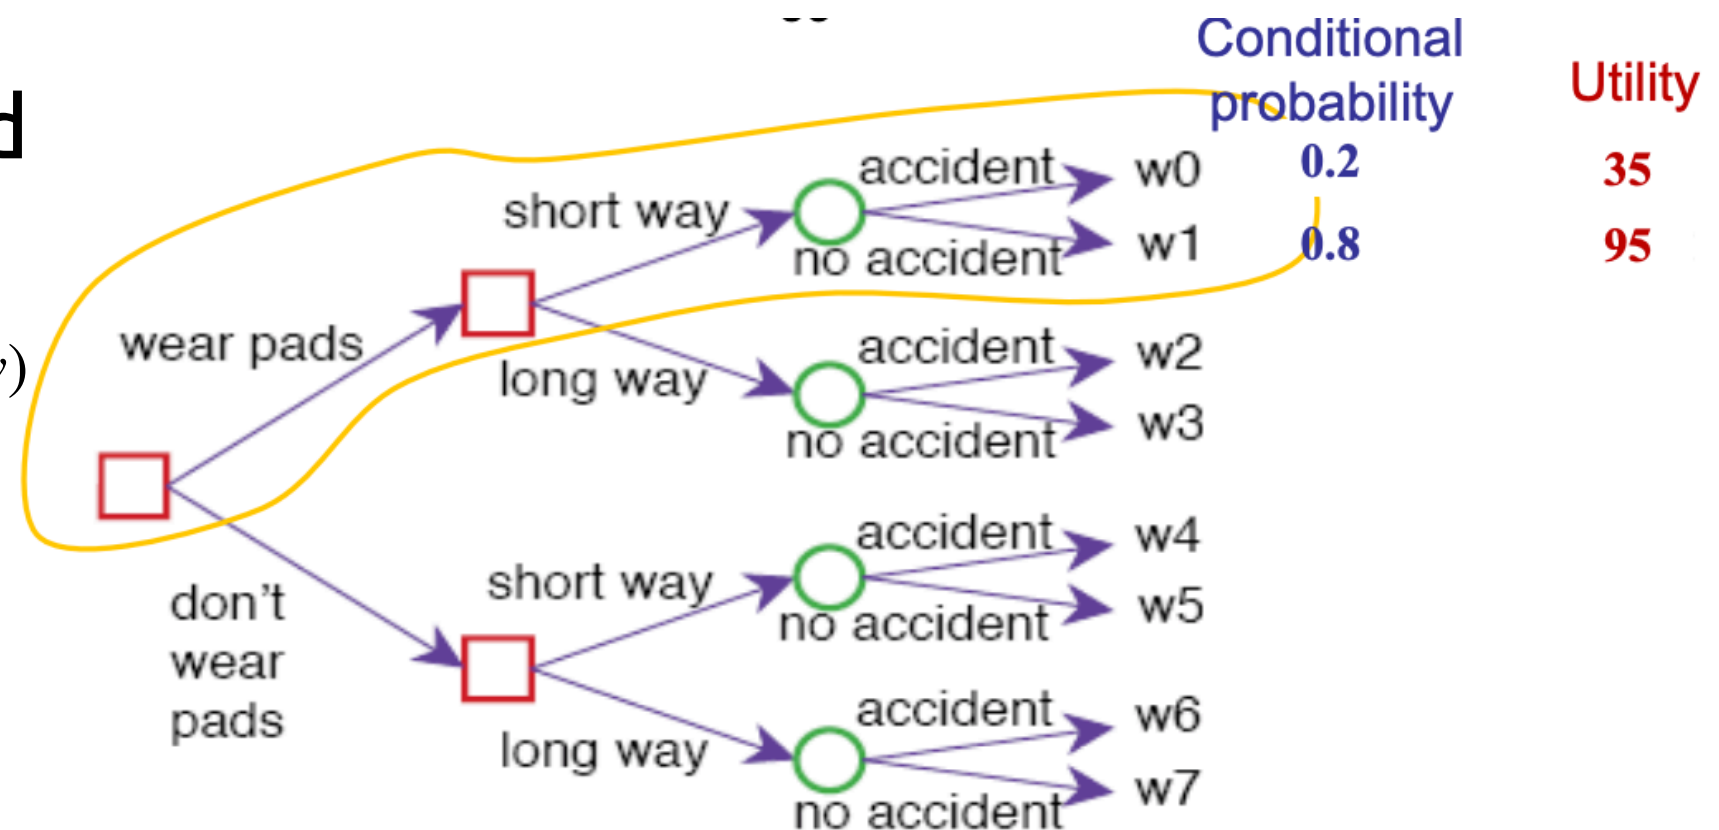 Conditional
probability
Utility
d
accident w0 0.2 35
short way
no accident w1 0.8 95
wear pads
accident w2
long way
no accident w3
)
accident w4
short way
no accident w5
don't
wear
pads
accident w6
long way
no accident w7